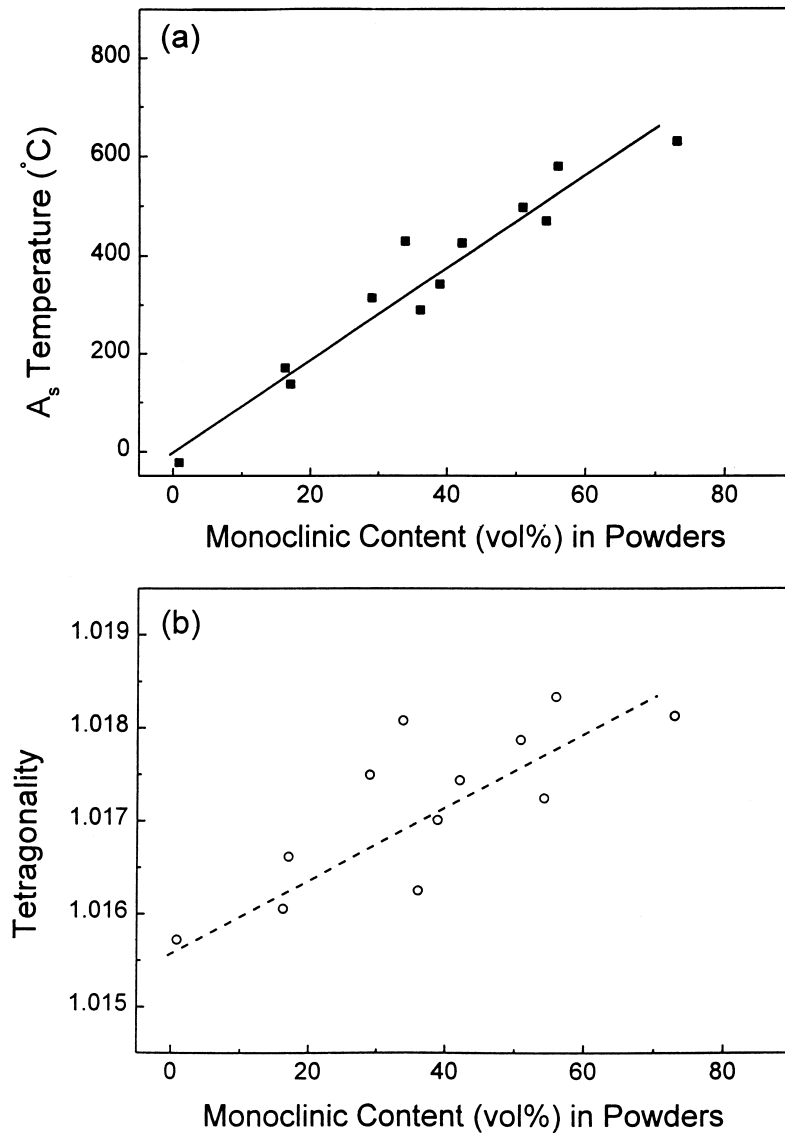 (a)
800
600
400
200
0
A_s Temperature (°C)
0 20 40 60 80
Monoclinic Content (vol%) in Powders
(b)
1.019
1.018
1.017
1.016
1.015
Tetragonality
0 20 40 60 80
Monoclinic Content (vol%) in Powders